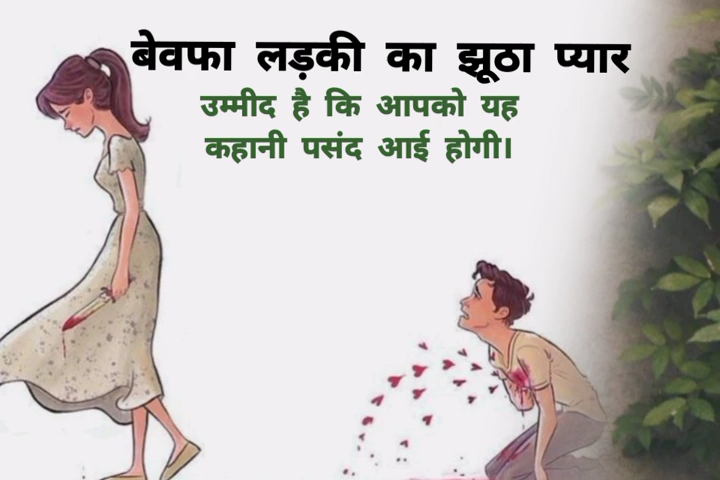 बेवफा लड़की का झूठा प्यार
उम्मीद है कि आपको यह
कहानी पसंद आई होगी।